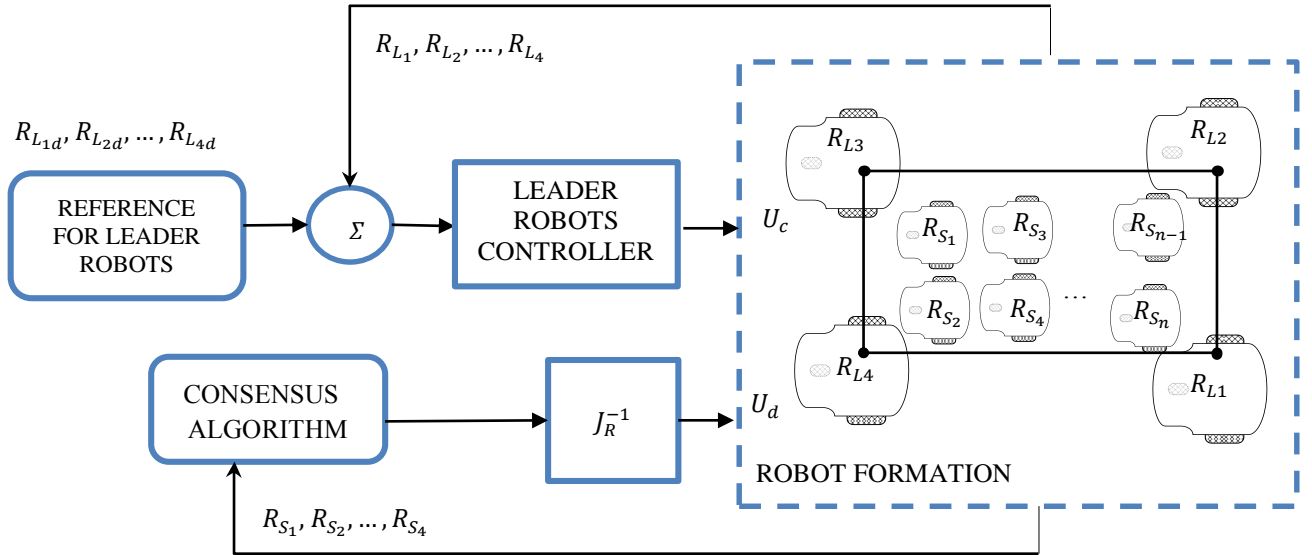 R_{L_1}, R_{L_2}, …, R_{L_4}
R_{L_{1d}}, R_{L_{2d}}, …, R_{L_{4d}}
REFERENCE
FOR LEADER
ROBOTS
Σ
LEADER
ROBOTS
CONTROLLER
U_c
R_{L3}
R_{L2}
R_{S_1}
R_{S_3}
R_{S_{n-1}}
R_{S_2}
R_{S_4}
…
R_{S_n}
R_{L4}
R_{L1}
CONSENSUS
ALGORITHM
J_R^{-1}
U_d
ROBOT FORMATION
R_{S_1}, R_{S_2}, …, R_{S_4}